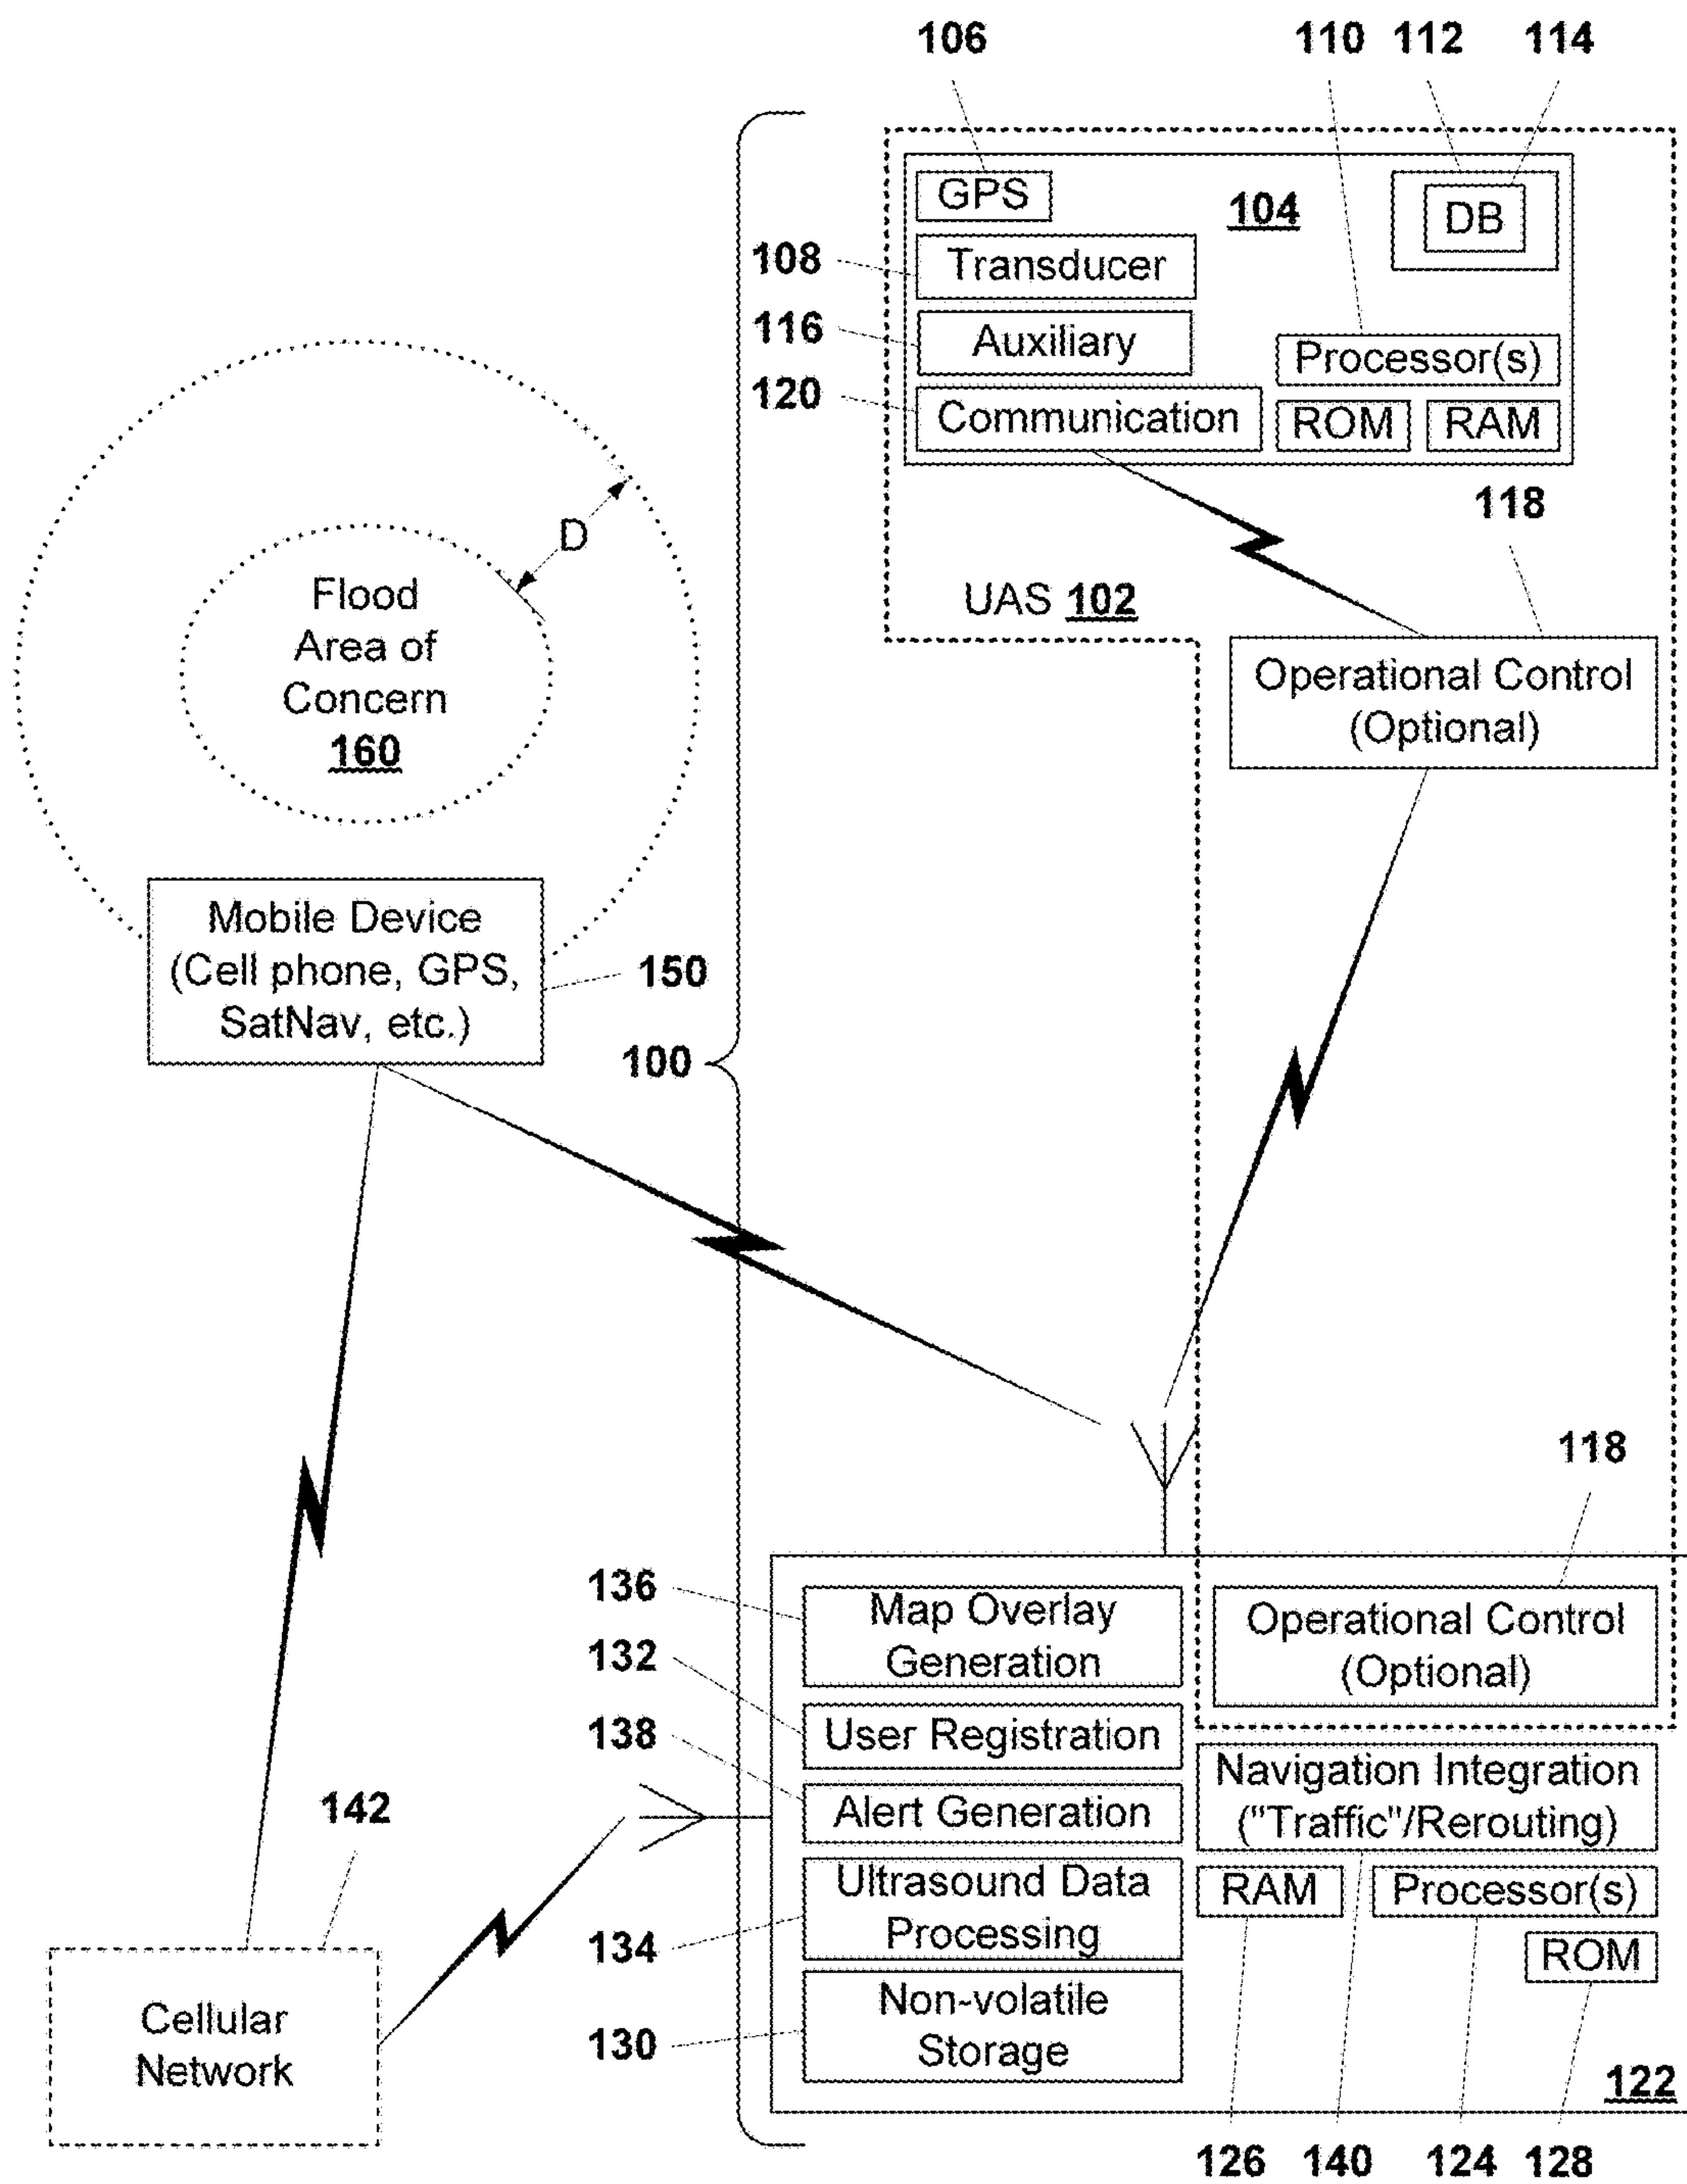 106
110 112 114
GPS
104
DB
108
Transducer
116
Auxiliary
Processor(s)
120
Communication
ROM
RAM
118
D
UAS 102
Flood
Area of
Concern
160
Operational Control
(Optional)
Mobile Device
(Cell phone, GPS,
SatNav, etc.)
150
100
118
136
Map Overlay
Generation
Operational Control
(Optional)
132
User Registration
138
Alert Generation
Navigation Integration
("Traffic"/Rerouting)
142
Ultrasound Data
Processing
RAM
Processor(s)
134
ROM
Non-volatile
Storage
130
Cellular
Network
122
126 140 124 128